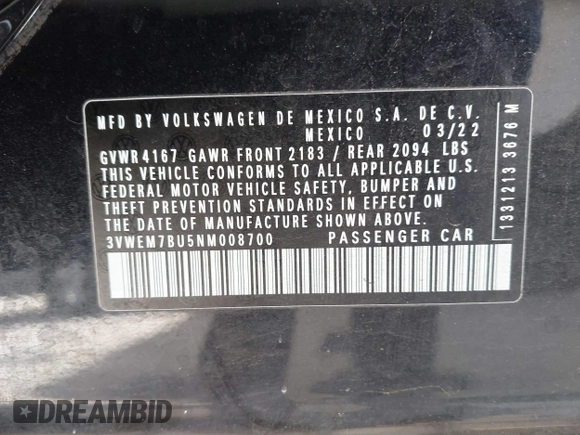 MFD BY VOLKSWAGEN DE MEXICO S.A. DE C.V.
MEXICO 03/22
GVWR 4167 GAWR FRONT 2183 / REAR 2094 LBS
THIS VEHICLE CONFORMS TO ALL APPLICABLE U.S.
FEDERAL MOTOR VEHICLE SAFETY, BUMPER AND
THEFT PREVENTION STANDARDS IN EFFECT ON
THE DATE OF MANUFACTURE SHOWN ABOVE.
3VWEM7BU5NM008700 PASSENGER CAR
1331213 3676 M
DREAMBID